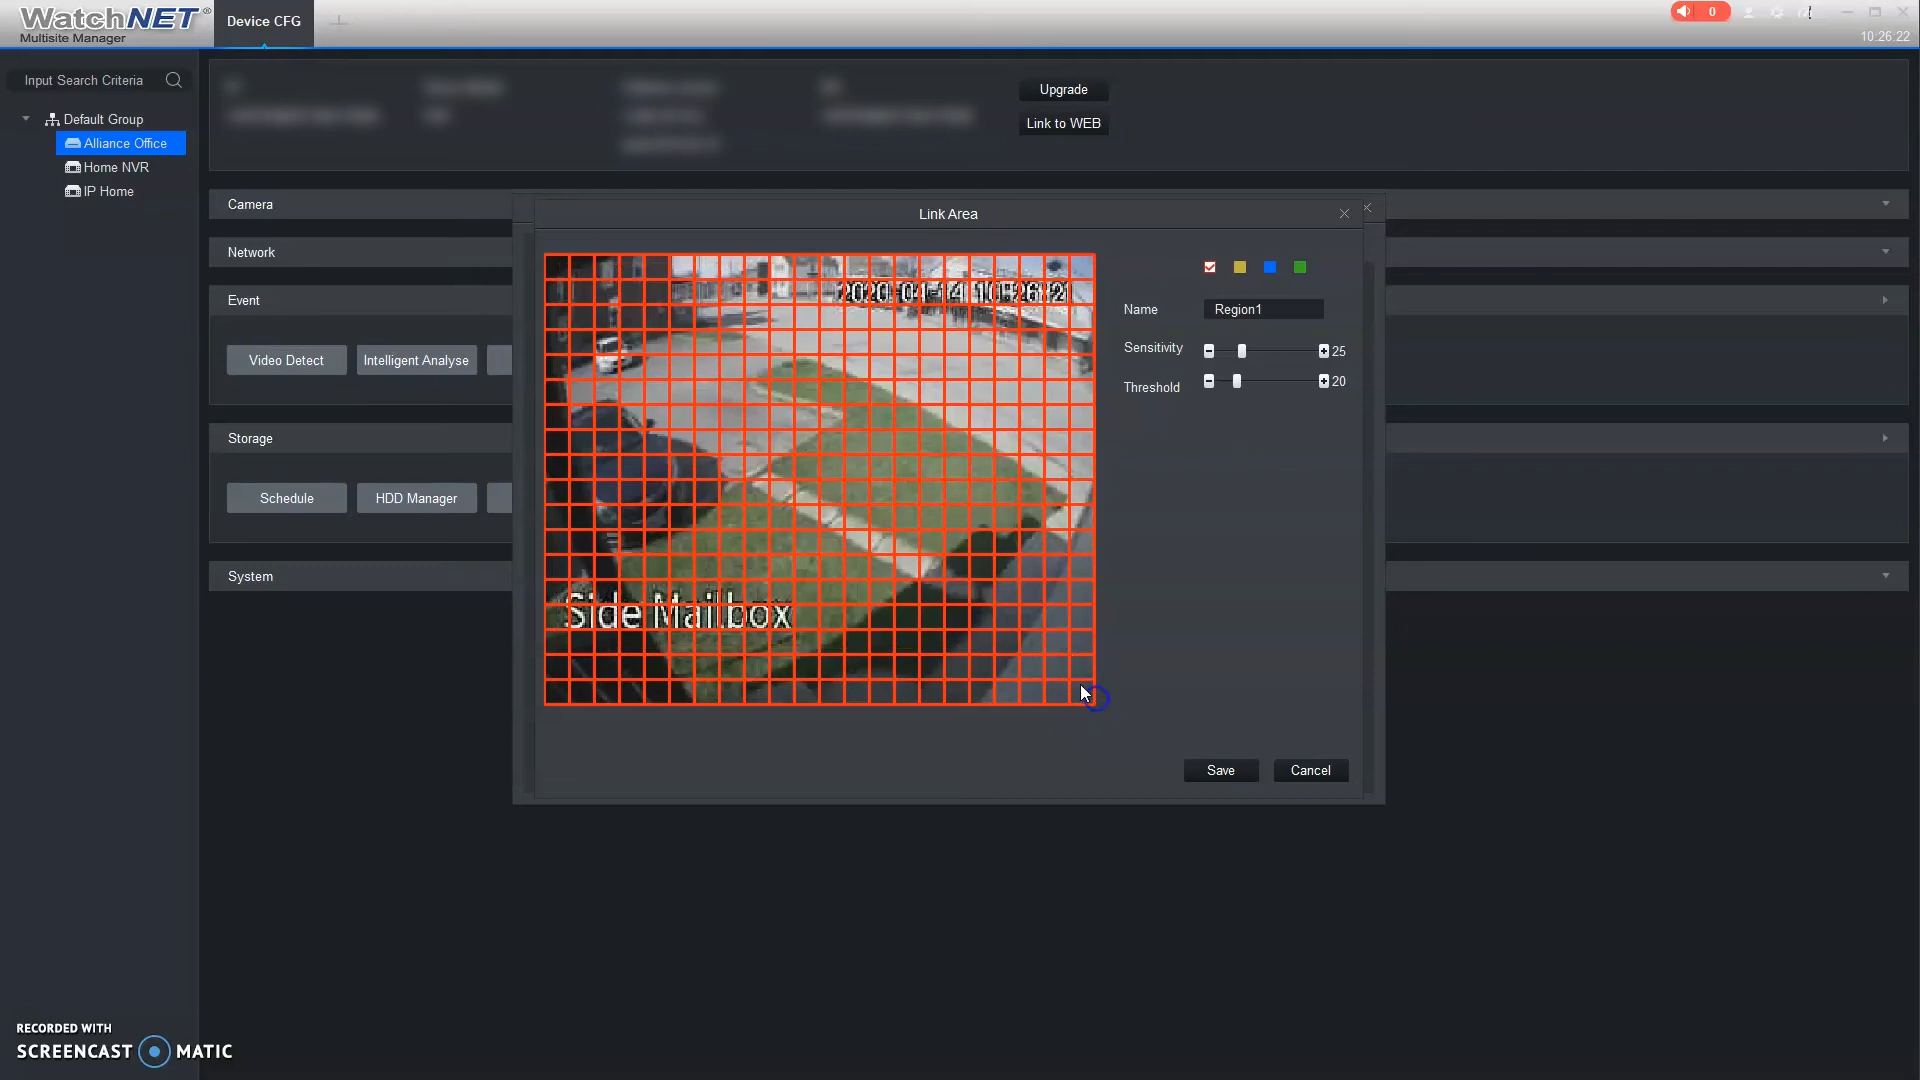 WatchNET®
Multisite Manager
Device CFG
0
10:26:22
Input Search Criteria
Default Group
Alliance Office
Home NVR
IP Home
Upgrade
Link to WEB
Camera
Network
Event
Video Detect
Intelligent Analyse
Storage
Schedule
HDD Manager
System
Link Area
2020-04-14 10:26:21
Side Mailbox
Name
Region1
Sensitivity
25
Threshold
20
Save
Cancel
RECORDED WITH
SCREENCAST MATIC